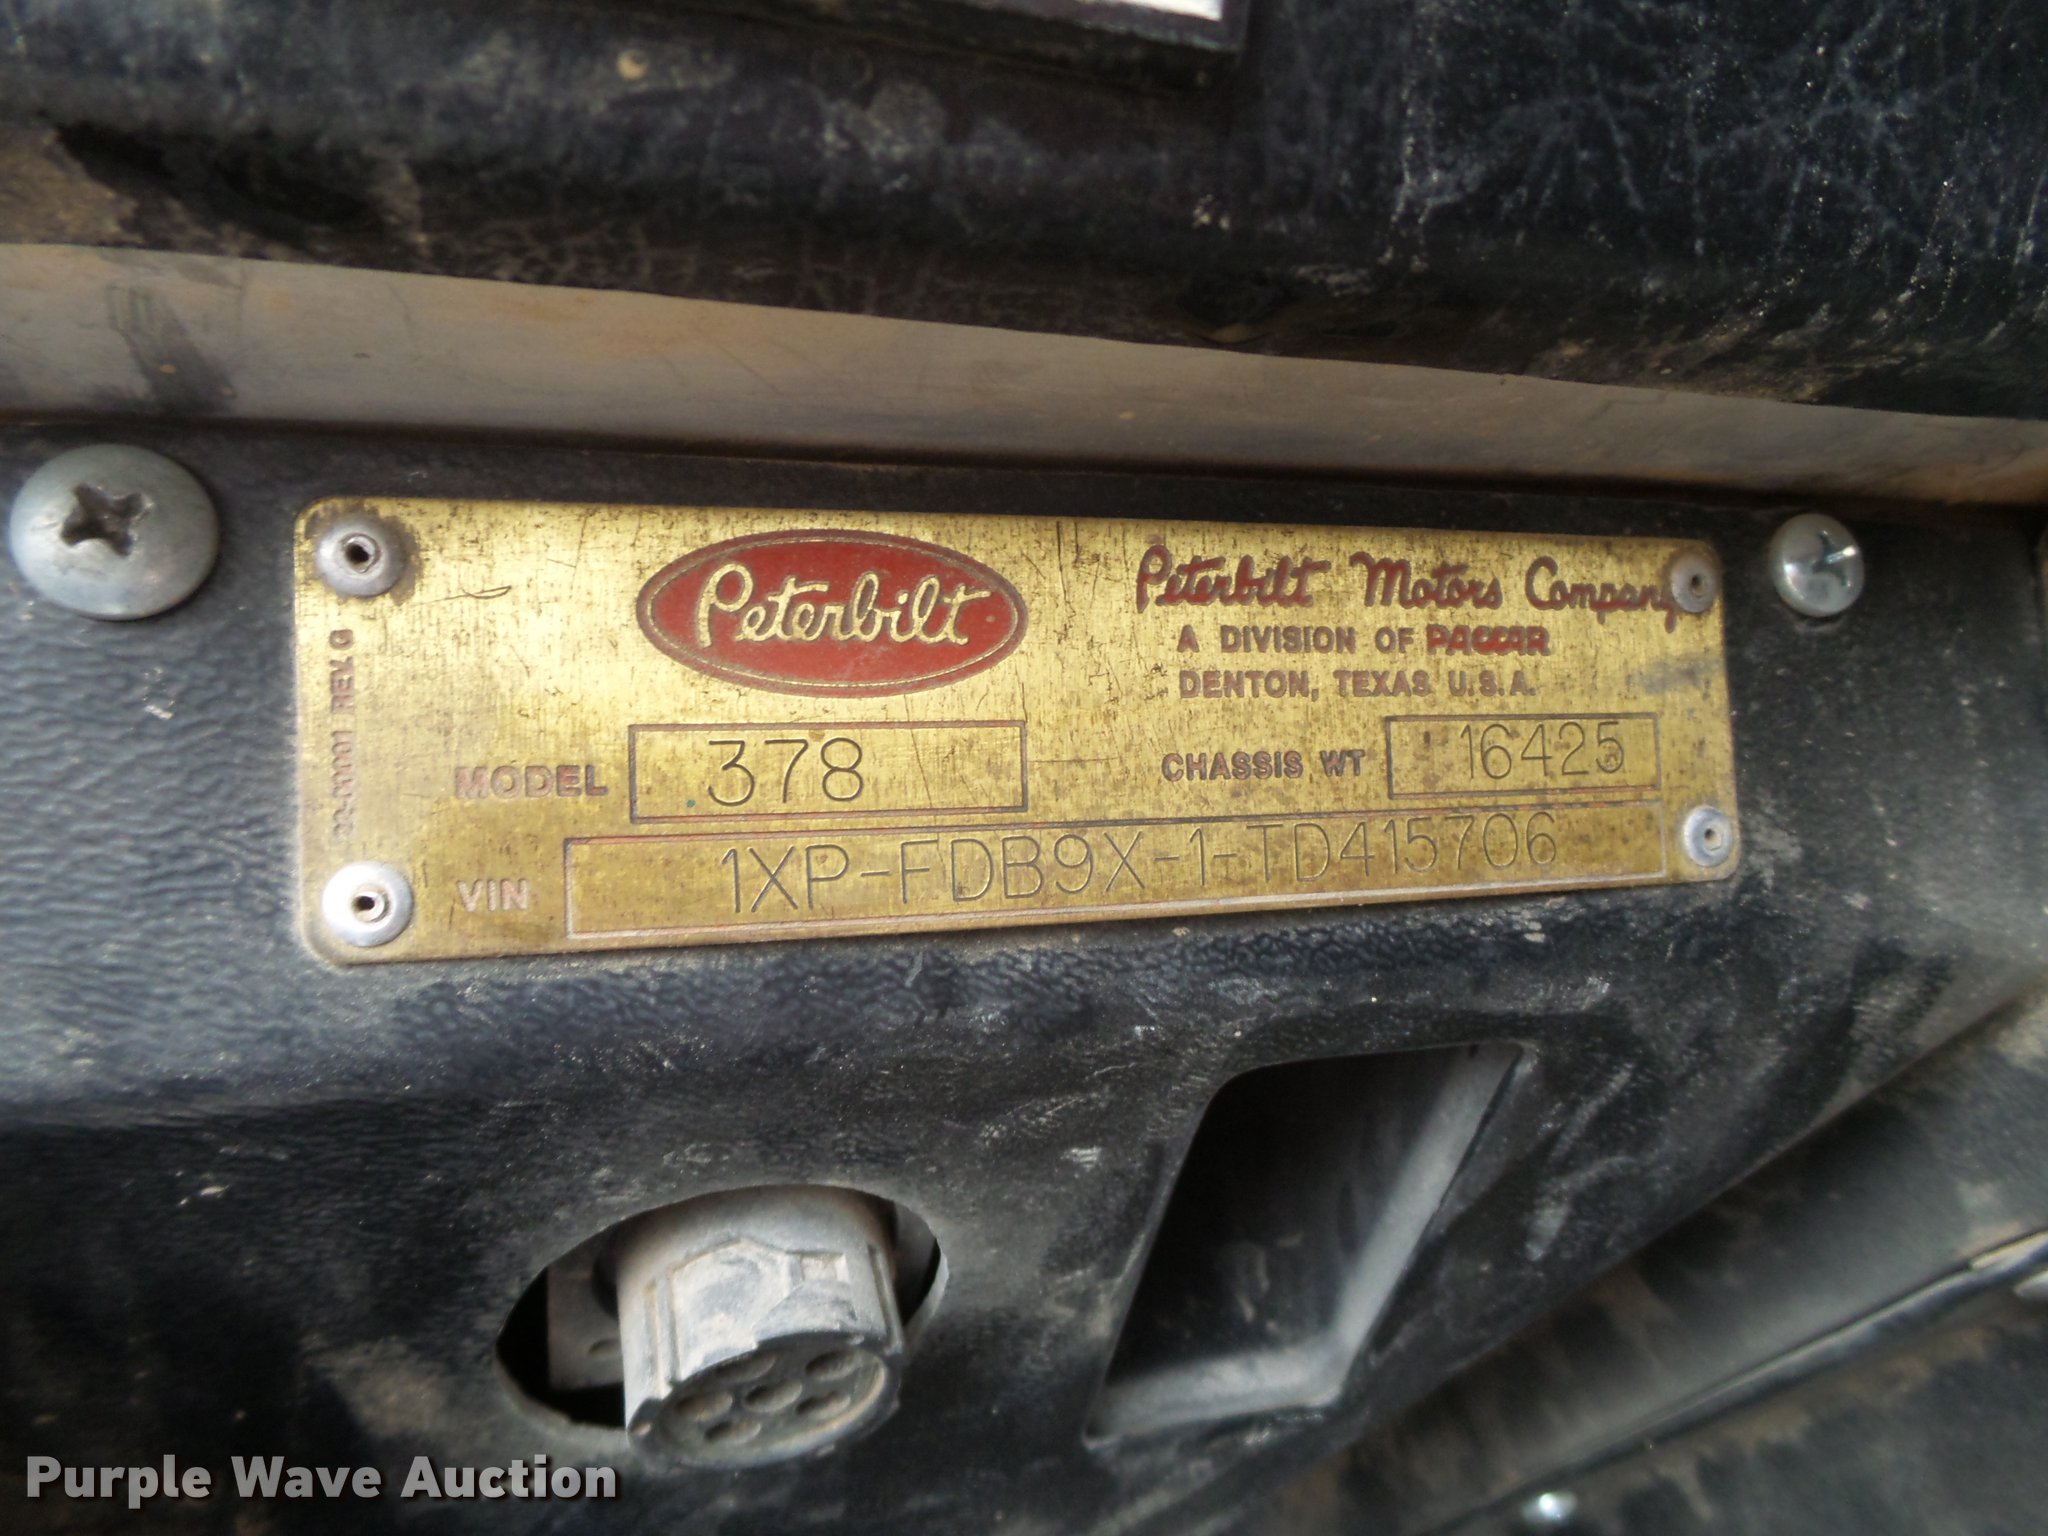 Peterbilt
Peterbilt Motors Company
A DIVISION OF PACCAR
DENTON, TEXAS U.S.A.
MODEL 378
CHASSIS WT 16425
VIN 1XP-FDB9X-1-TD415706
REV. G
Purple Wave Auction